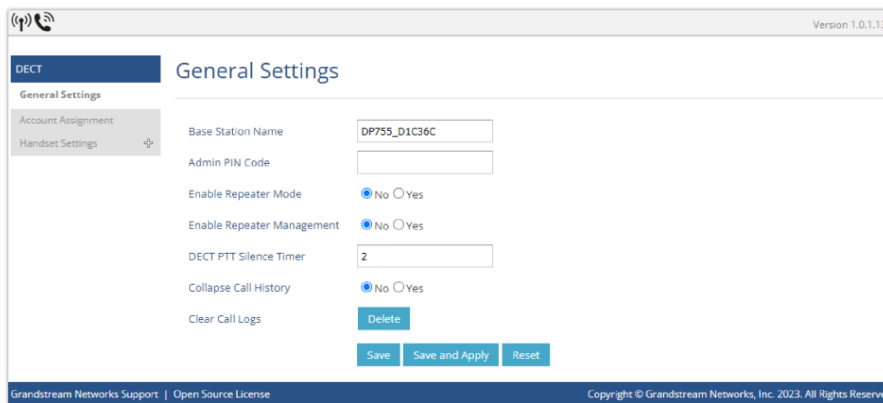 Version 1.0.1.13
DECT
General Settings
Account Assignment
Handset Settings
General Settings
Base Station Name DP755_D1C36C
Admin PIN Code
Enable Repeater Mode No Yes
Enable Repeater Management No Yes
DECT PTT Silence Timer 2
Collapse Call History No Yes
Clear Call Logs Delete
Save Save and Apply Reset
Grandstream Networks Support | Open Source License Copyright © Grandstream Networks, Inc. 2023. All Rights Reserve